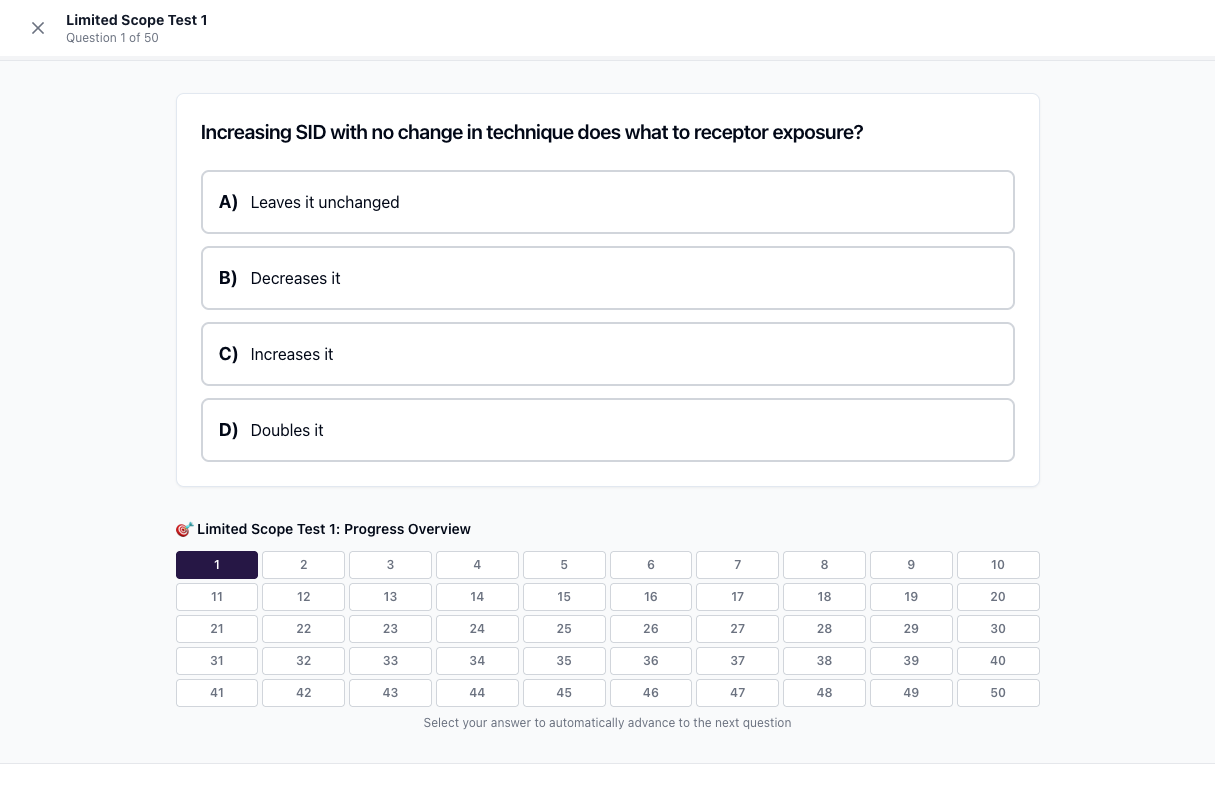 Limited Scope Test 1
Question 1 of 50
Increasing SID with no change in technique does what to receptor exposure?
A) Leaves it unchanged
B) Decreases it
C) Increases it
D) Doubles it
🎯 Limited Scope Test 1: Progress Overview
1 2 3 4 5 6 7 8 9 10
11 12 13 14 15 16 17 18 19 20
21 22 23 24 25 26 27 28 29 30
31 32 33 34 35 36 37 38 39 40
41 42 43 44 45 46 47 48 49 50
Select your answer to automatically advance to the next question